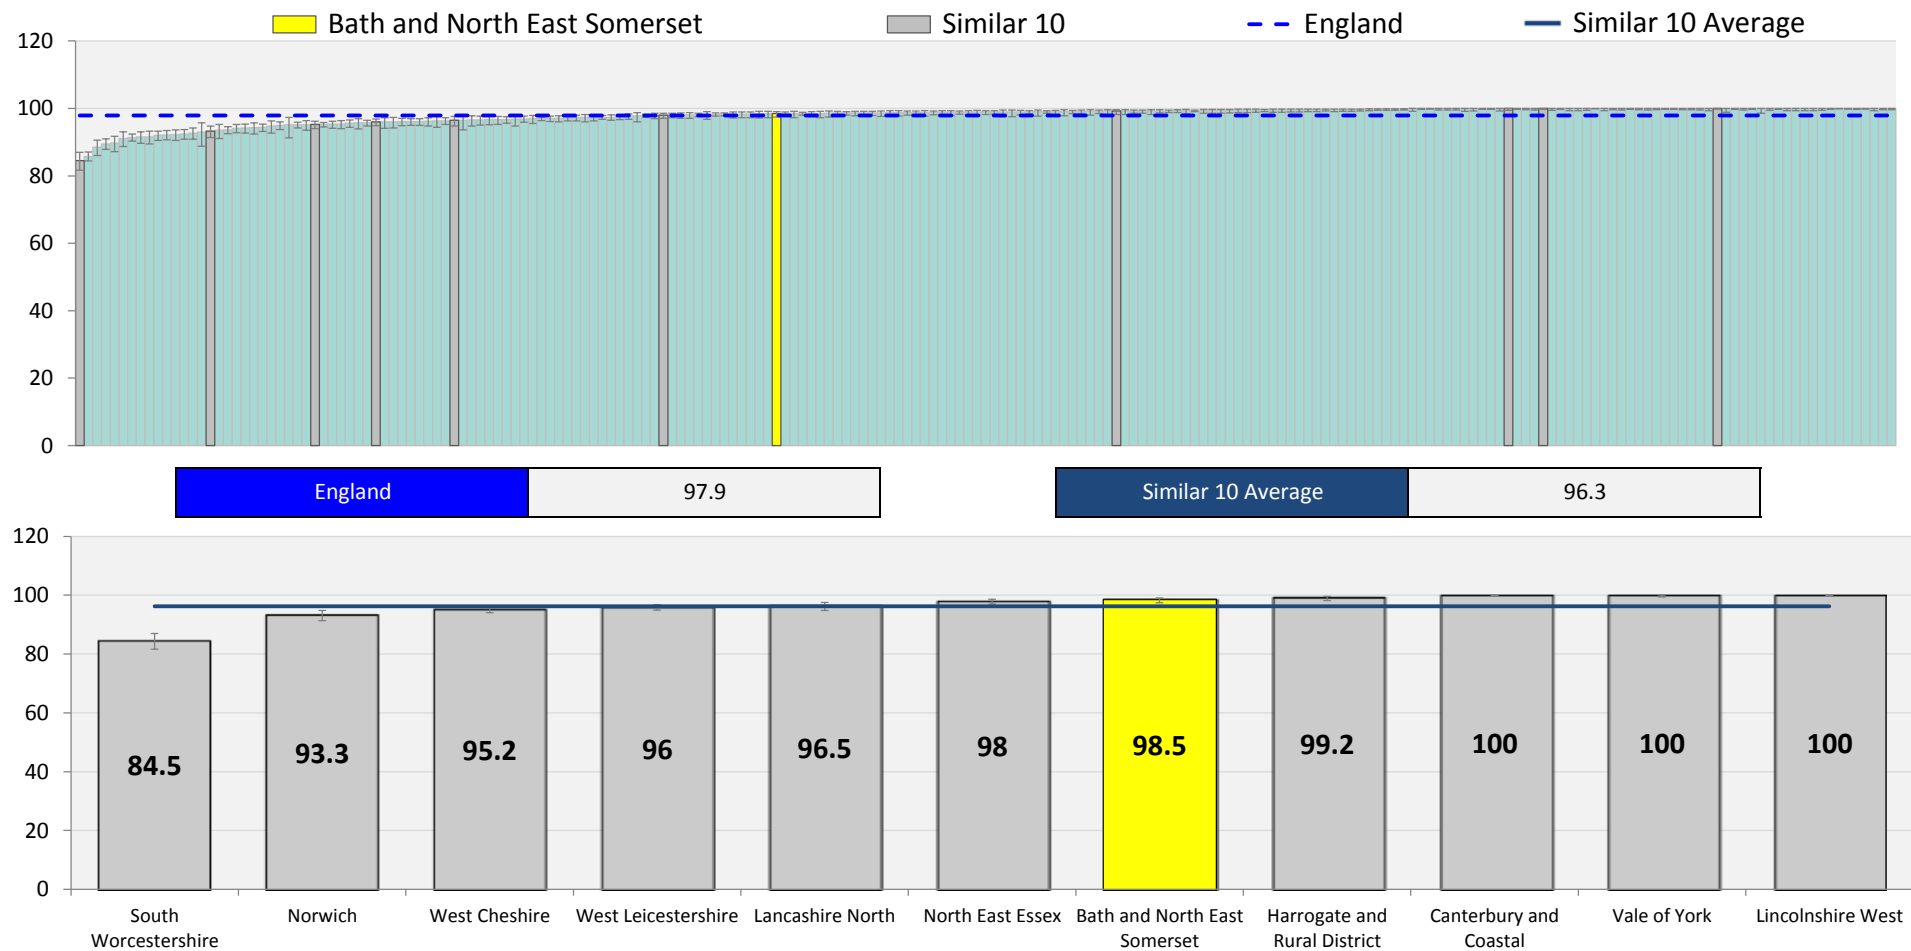 Bath and North East Somerset
Similar 10
England
Similar 10 Average
120
100
80
60
40
20
0
England
97.9
Similar 10 Average
96.3
120
100
80
60
40
20
0
84.5
93.3
95.2
96
96.5
98
98.5
99.2
100
100
100
South
Worcestershire
Norwich
West Cheshire
West Leicestershire
Lancashire North
North East Essex
Bath and North East
Somerset
Harrogate and
Rural District
Canterbury and
Coastal
Vale of York
Lincolnshire West